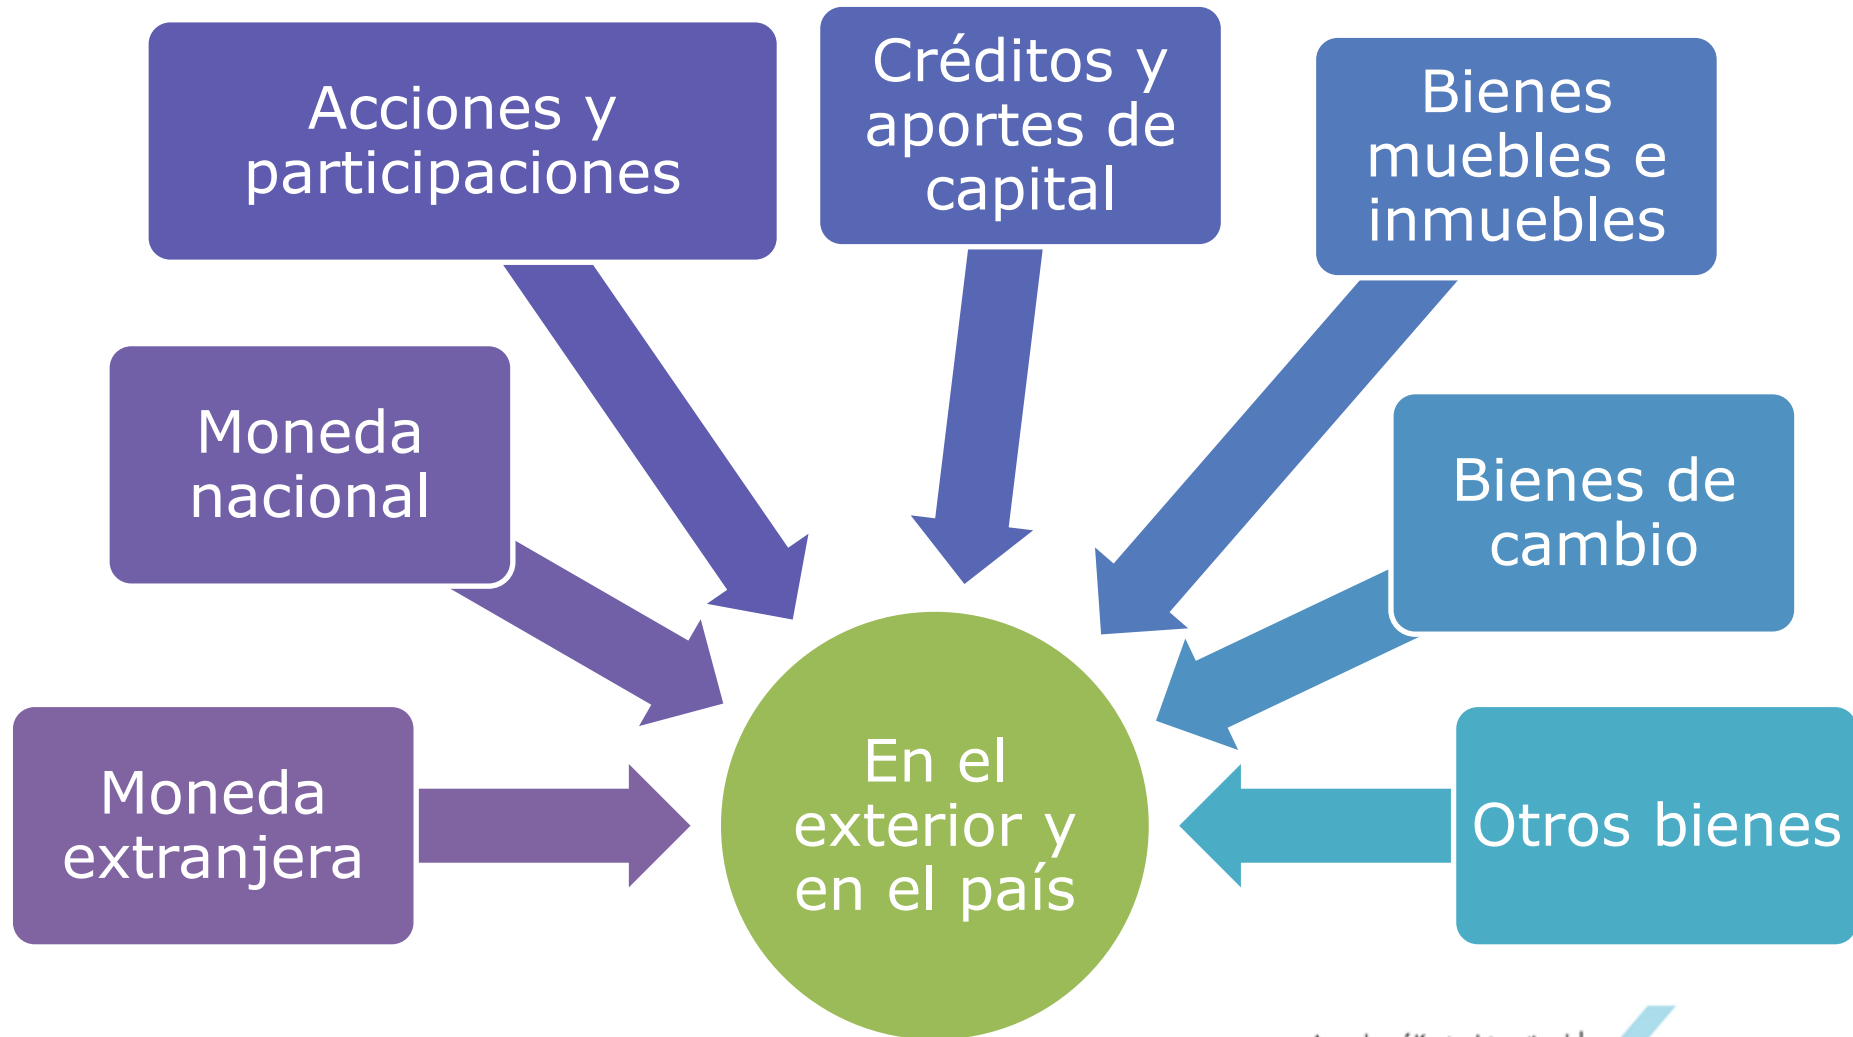 Acciones y
participaciones
Créditos y
aportes de
capital
Bienes
muebles e
inmuebles
Moneda
nacional
Bienes de
cambio
Moneda
extranjera
En el
exterior y
en el país
Otros bienes